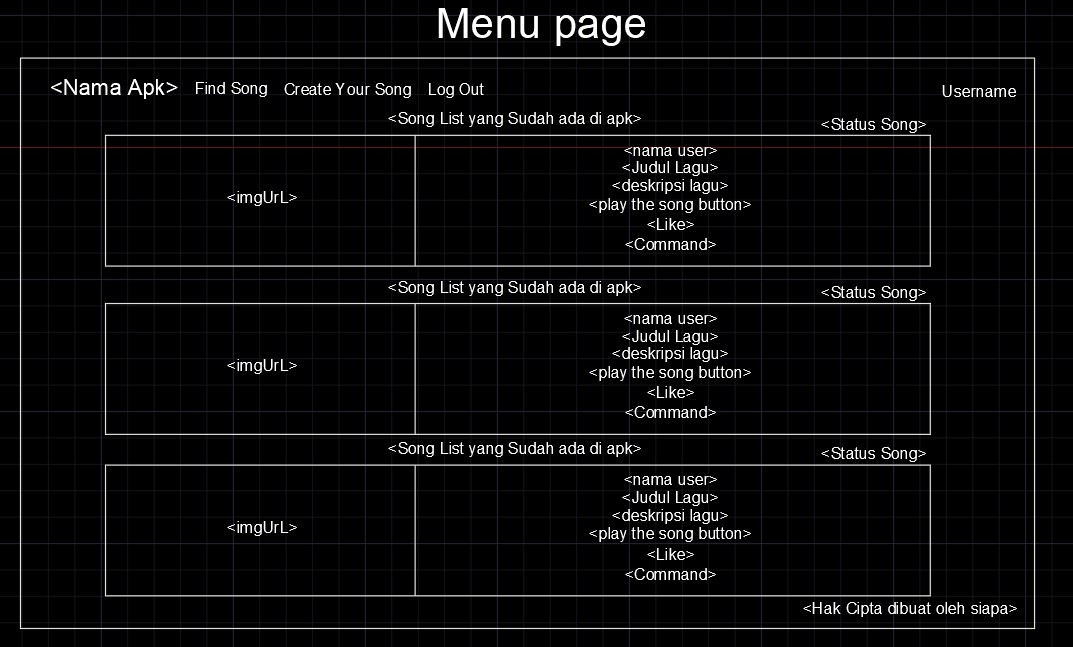 Menu page
<Nama Apk> Find Song Create Your Song Log Out Username
<Song List yang Sudah ada di apk>
<Status Song>
<imgUrL>
<nama user>
<Judul Lagu>
<deskripsi lagu>
<play the song button>
<Like>
<Command>
<Song List yang Sudah ada di apk>
<Status Song>
<imgUrL>
<nama user>
<Judul Lagu>
<deskripsi lagu>
<play the song button>
<Like>
<Command>
<Song List yang Sudah ada di apk>
<Status Song>
<imgUrL>
<nama user>
<Judul Lagu>
<deskripsi lagu>
<play the song button>
<Like>
<Command>
<Hak Cipta dibuat oleh siapa>